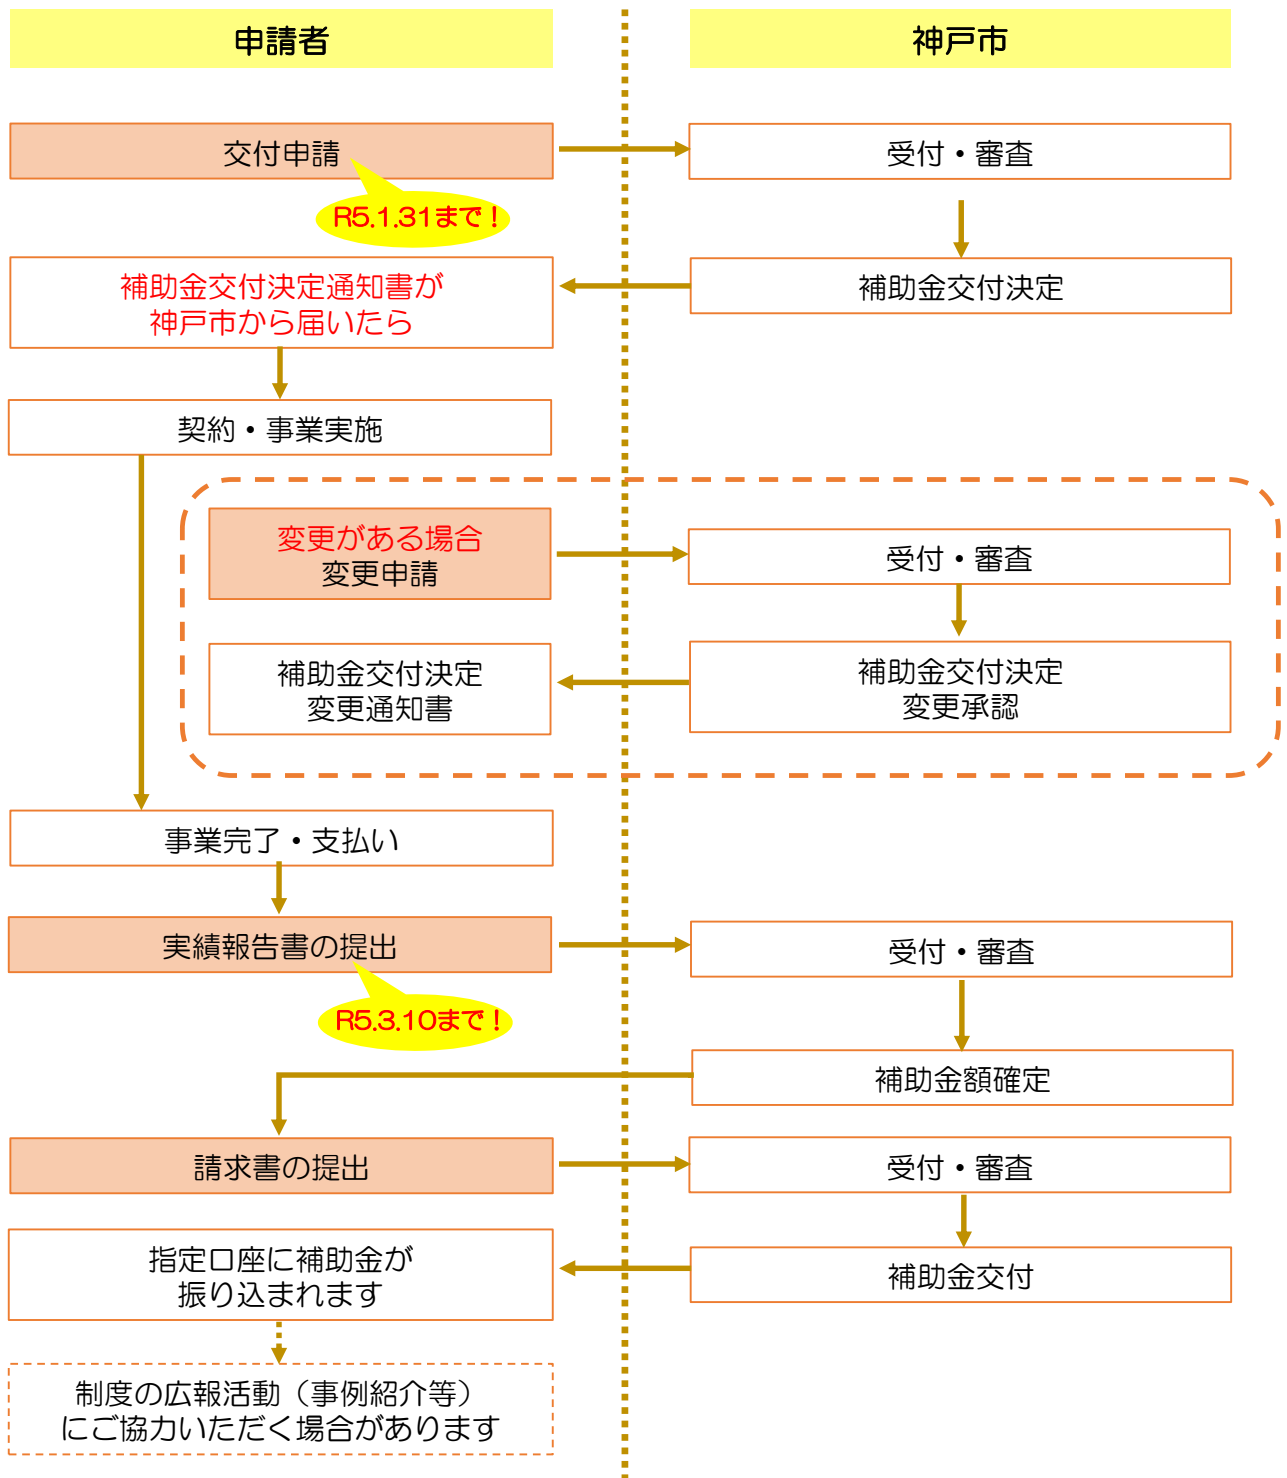 申請者
神戸市
交付申請
受付・審査
R5.1.31まで！
補助金交付決定通知書が
神戸市から届いたら
補助金交付決定
契約・事業実施
変更がある場合
変更申請
受付・審査
補助金交付決定
変更通知書
補助金交付決定
変更承認
事業完了・支払い
実績報告書の提出
受付・審査
R5.3.10まで！
補助金額確定
請求書の提出
受付・審査
指定口座に補助金が
振り込まれます
補助金交付
制度の広報活動（事例紹介等）
にご協力いただく場合があります